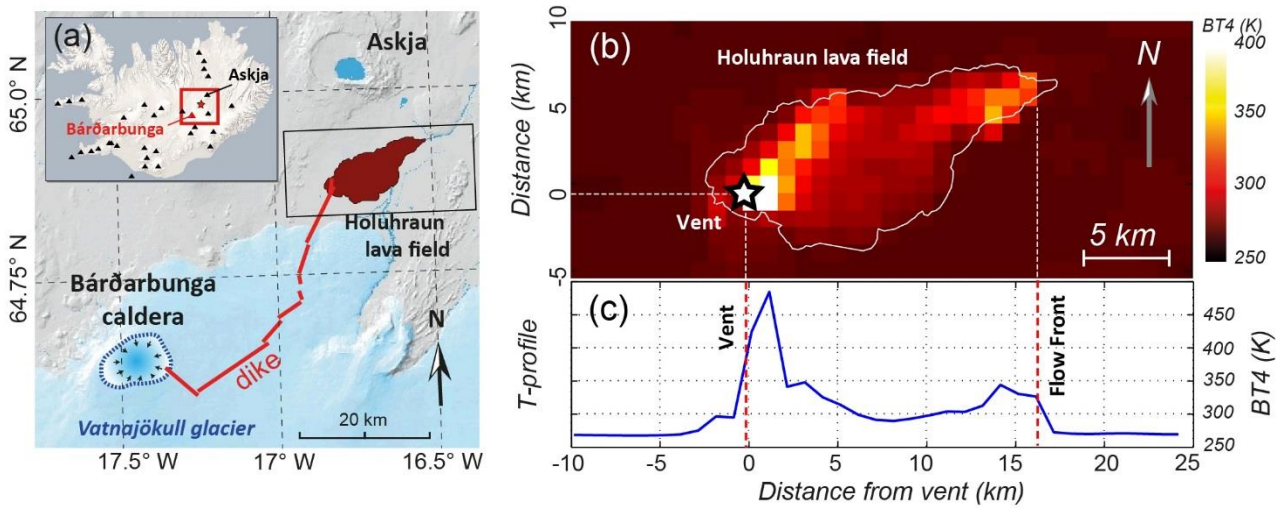 (a)
Askja
Bárðarbunga
Askja
65.0° N
64.75° N
Holuhraun
lava field
Bárðarbunga
caldera
dike
N
20 km
Vatnajökull glacier
17.5° W
17° W
16.5° W
(b)
Holuhraun lava field
N
Vent
5 km
Distance (km)
10
5
0
-5
BT4 (K)
400
350
300
250
(c)
Vent
Flow Front
T-profile
BT4 (K)
450
400
350
300
250
-10
-5
0
5
10
15
20
25
Distance from vent (km)